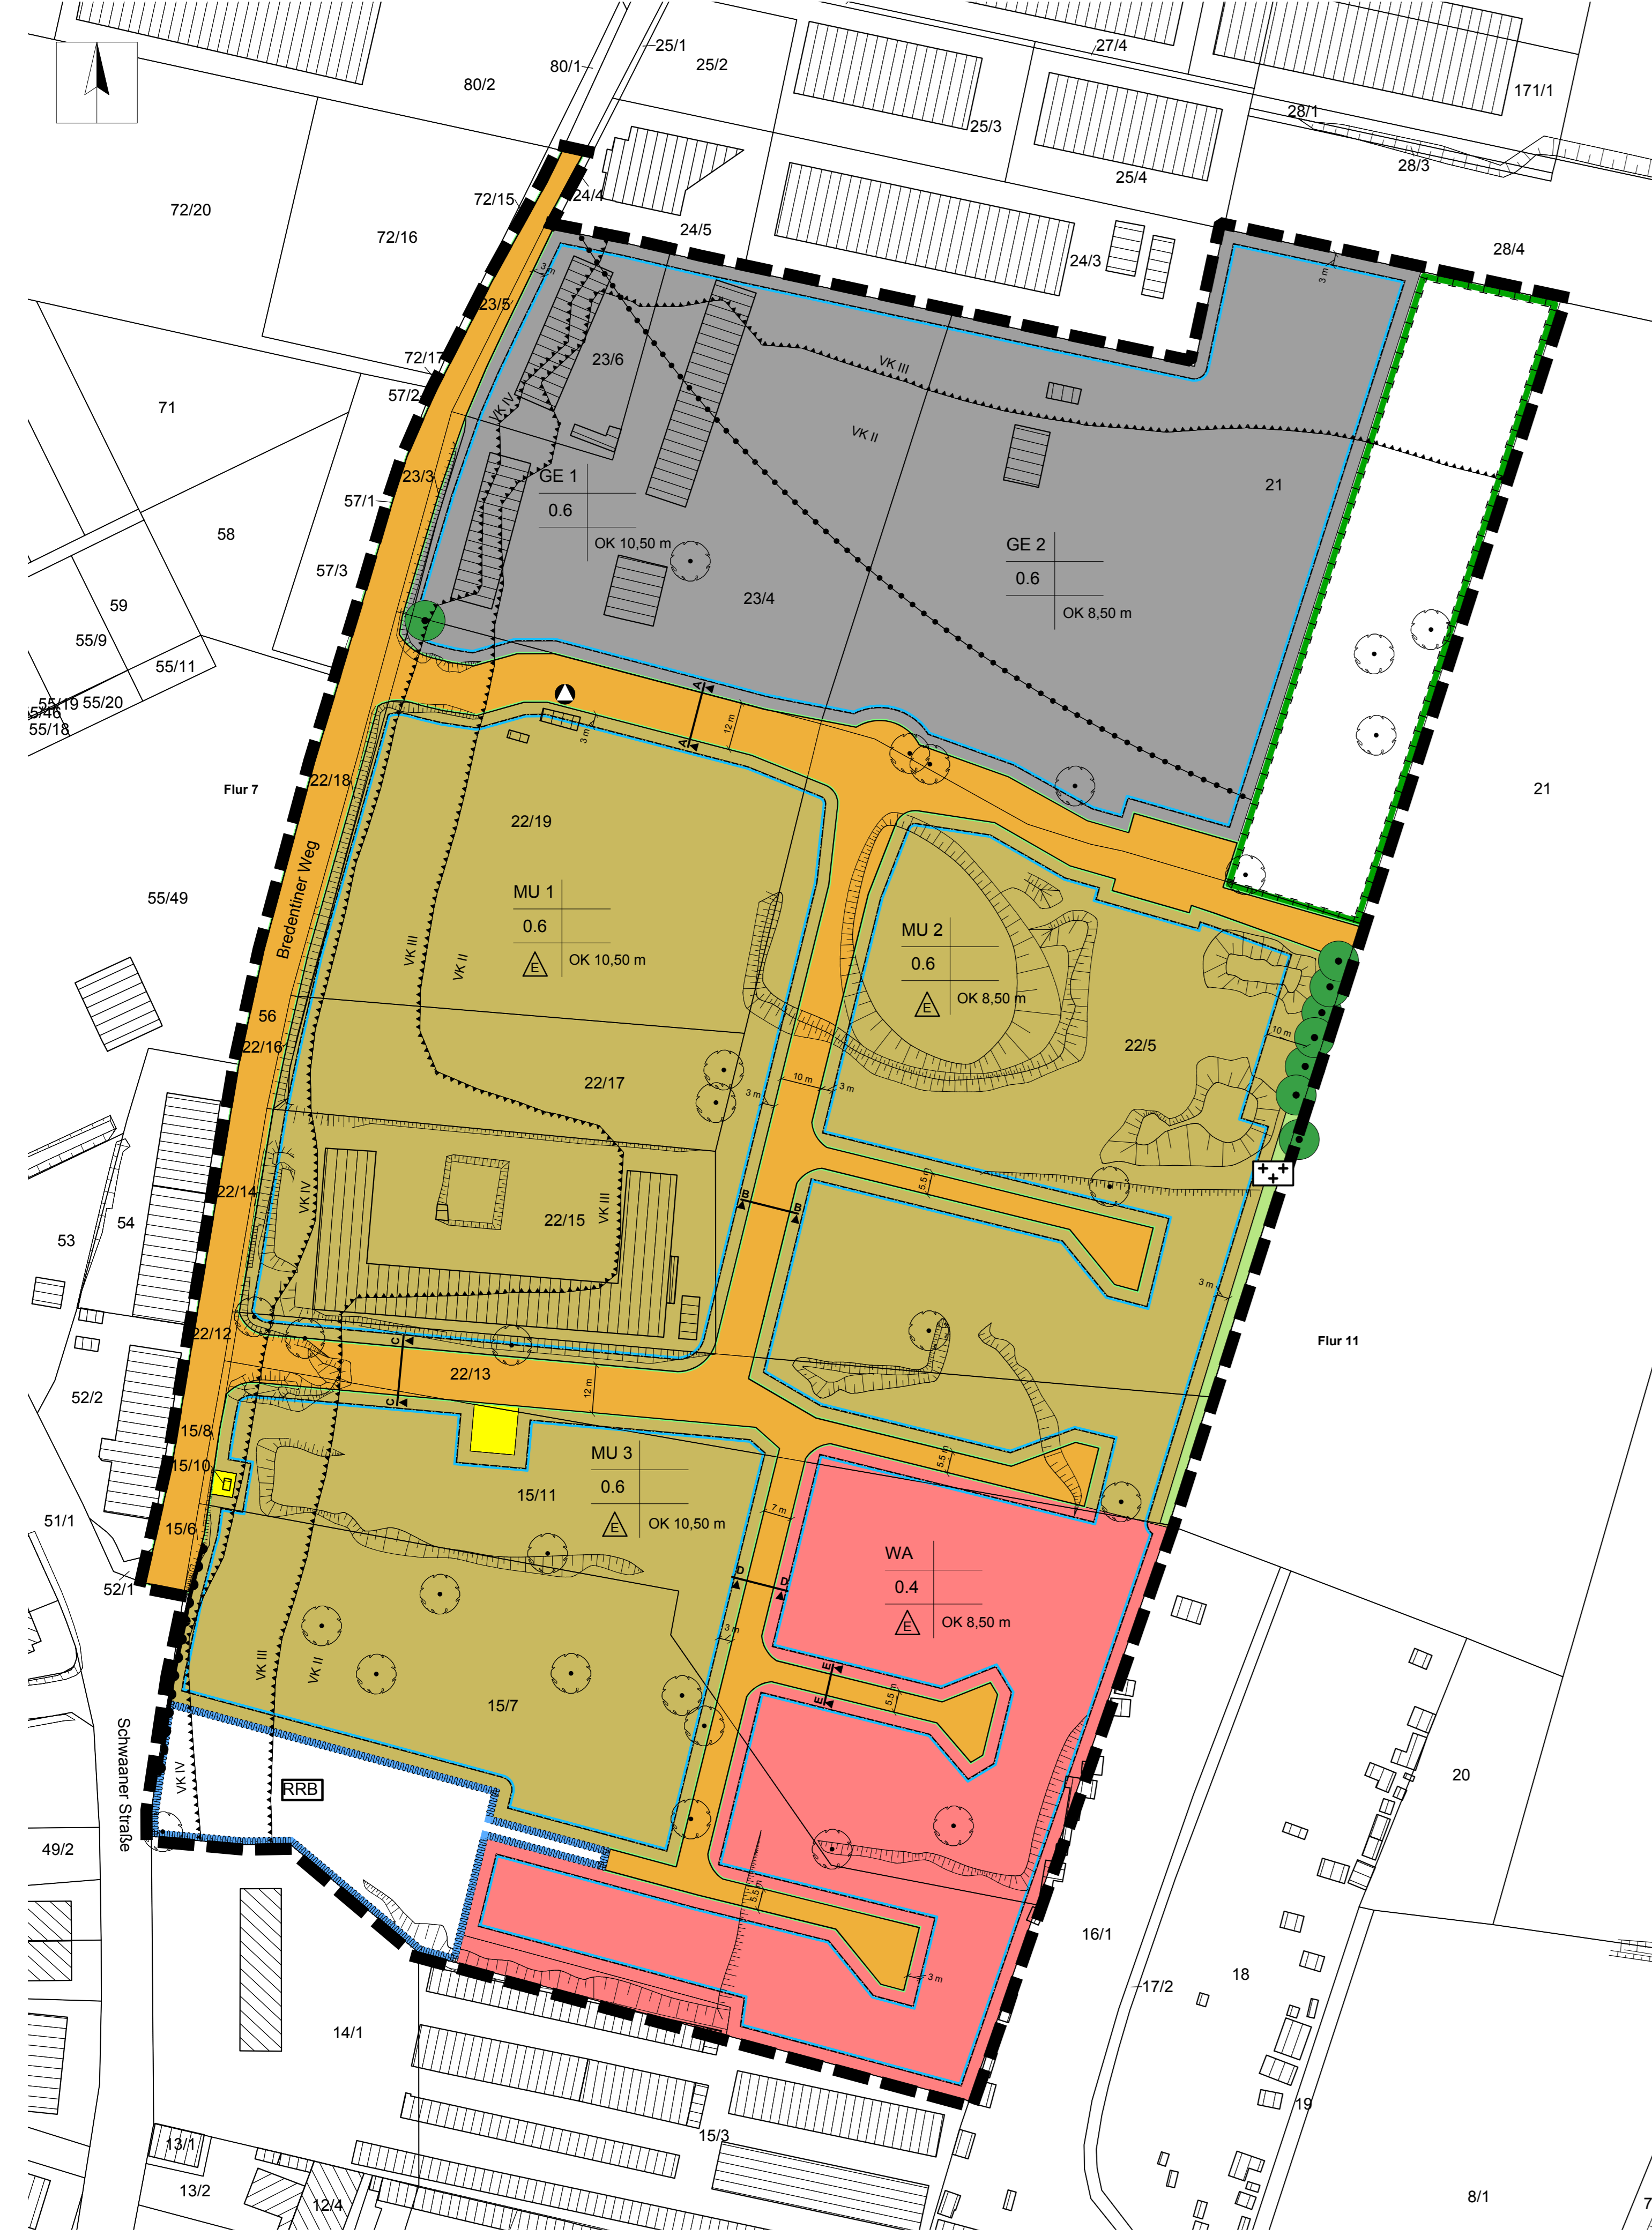 25/1
80/1
25/2
27/4
80/2
171/1
28/1
25/3
28/3
25/4
72/15
24/4
72/20
72/16
24/5
28/4
24/3
3 m
3 m
23/5
72/17
23/6
VK III
57/2
VK IV
71
VK II
23/3
GE 1
21
57/1
0.6
58
OK 10,50 m
GE 2
57/3
0.6
59
23/4
OK 8,50 m
55/9
55/11
55/19
55/20
55/18
A
A
12 m
3 m
22/18
Flur 7
21
22/19
Bredentiner Weg
55/49
MU 1
0.6
E
OK 10,50 m
MU 2
0.6
E
OK 8,50 m
VK III
VK II
56
22/16
10 m
22/5
22/17
10 m
3 m
3 m
5.5 m
22/14
VK IV
VK III
B
B
54
22/15
53
3 m
22/12
C
C
Flur 11
22/13
12 m
52/2
15/8
MU 3
0.6
E
OK 10,50 m
5.5 m
15/10
15/11
7 m
51/1
15/6
WA
0.4
E
OK 8,50 m
52/1
D
D
3 m
VK III
VK II
E
E
5.5 m
15/7
Schwaaner Straße
VK IV
RRB
20
49/2
5.5 m
16/1
18
3 m
17/2
14/1
19
15/3
13/1
13/2
12/4
8/1
7